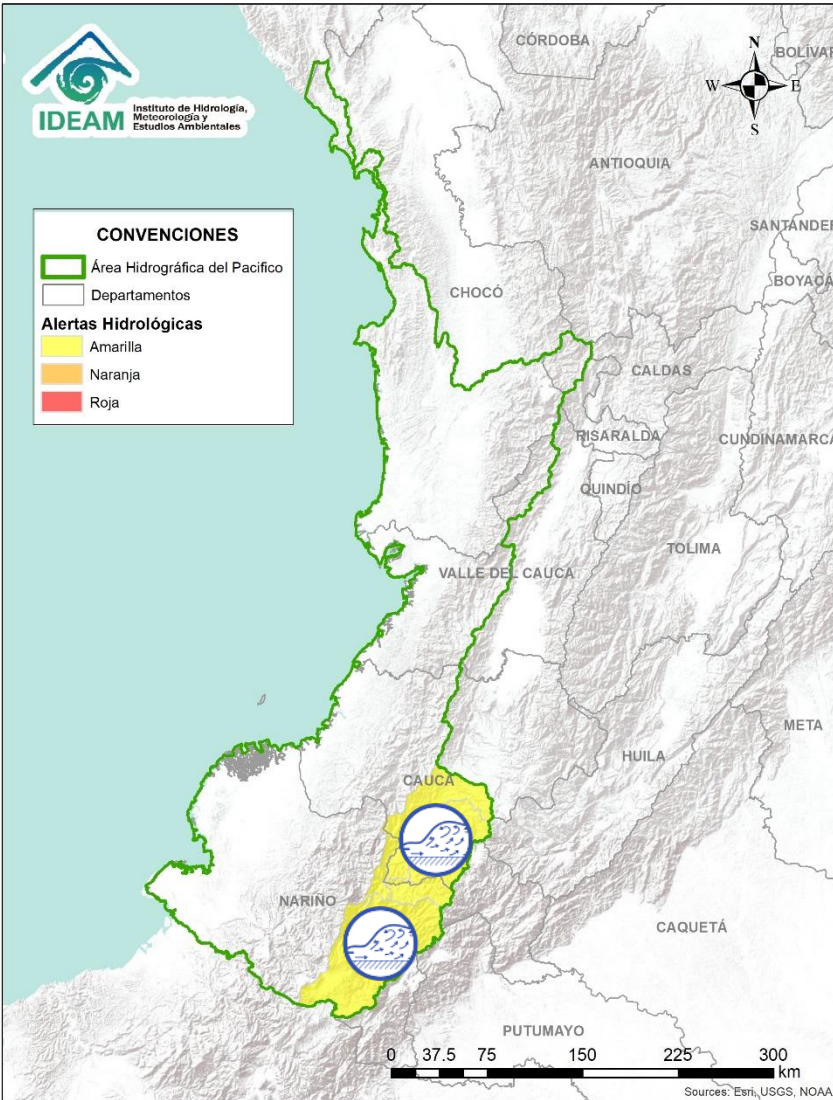 IDEAM
Instituto de Hidrología,
Meteorología y
Estudios Ambientales
CONVENCIONES
Área Hidrográfica del Pacifico
Departamentos
Alertas Hidrológicas
Amarilla
Naranja
Roja
N
W E
S
CÓRDOBA
BOLÍVAR
ANTIOQUIA
SANTANDER
BOYACÁ
CHOCÓ
CALDAS
RISARALDA
CUNDINAMARCA
QUINDÍO
TOLIMA
VALLE DEL CAUCA
META
HUILA
CAUCA
NARIÑO
CAQUETÁ
PUTUMAYO
0 37.5 75 150 225 300
km
Sources: Esri, USGS, NOAA